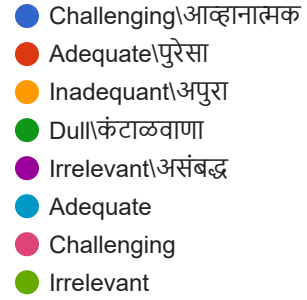 Challenging\आव्हानात्मक
Adequate\पुरेसा
Inadequant\अपुरा
Dull\कंटाळवाणा
Irrelevant\असंबद्ध
Adequate
Challenging
Irrelevant